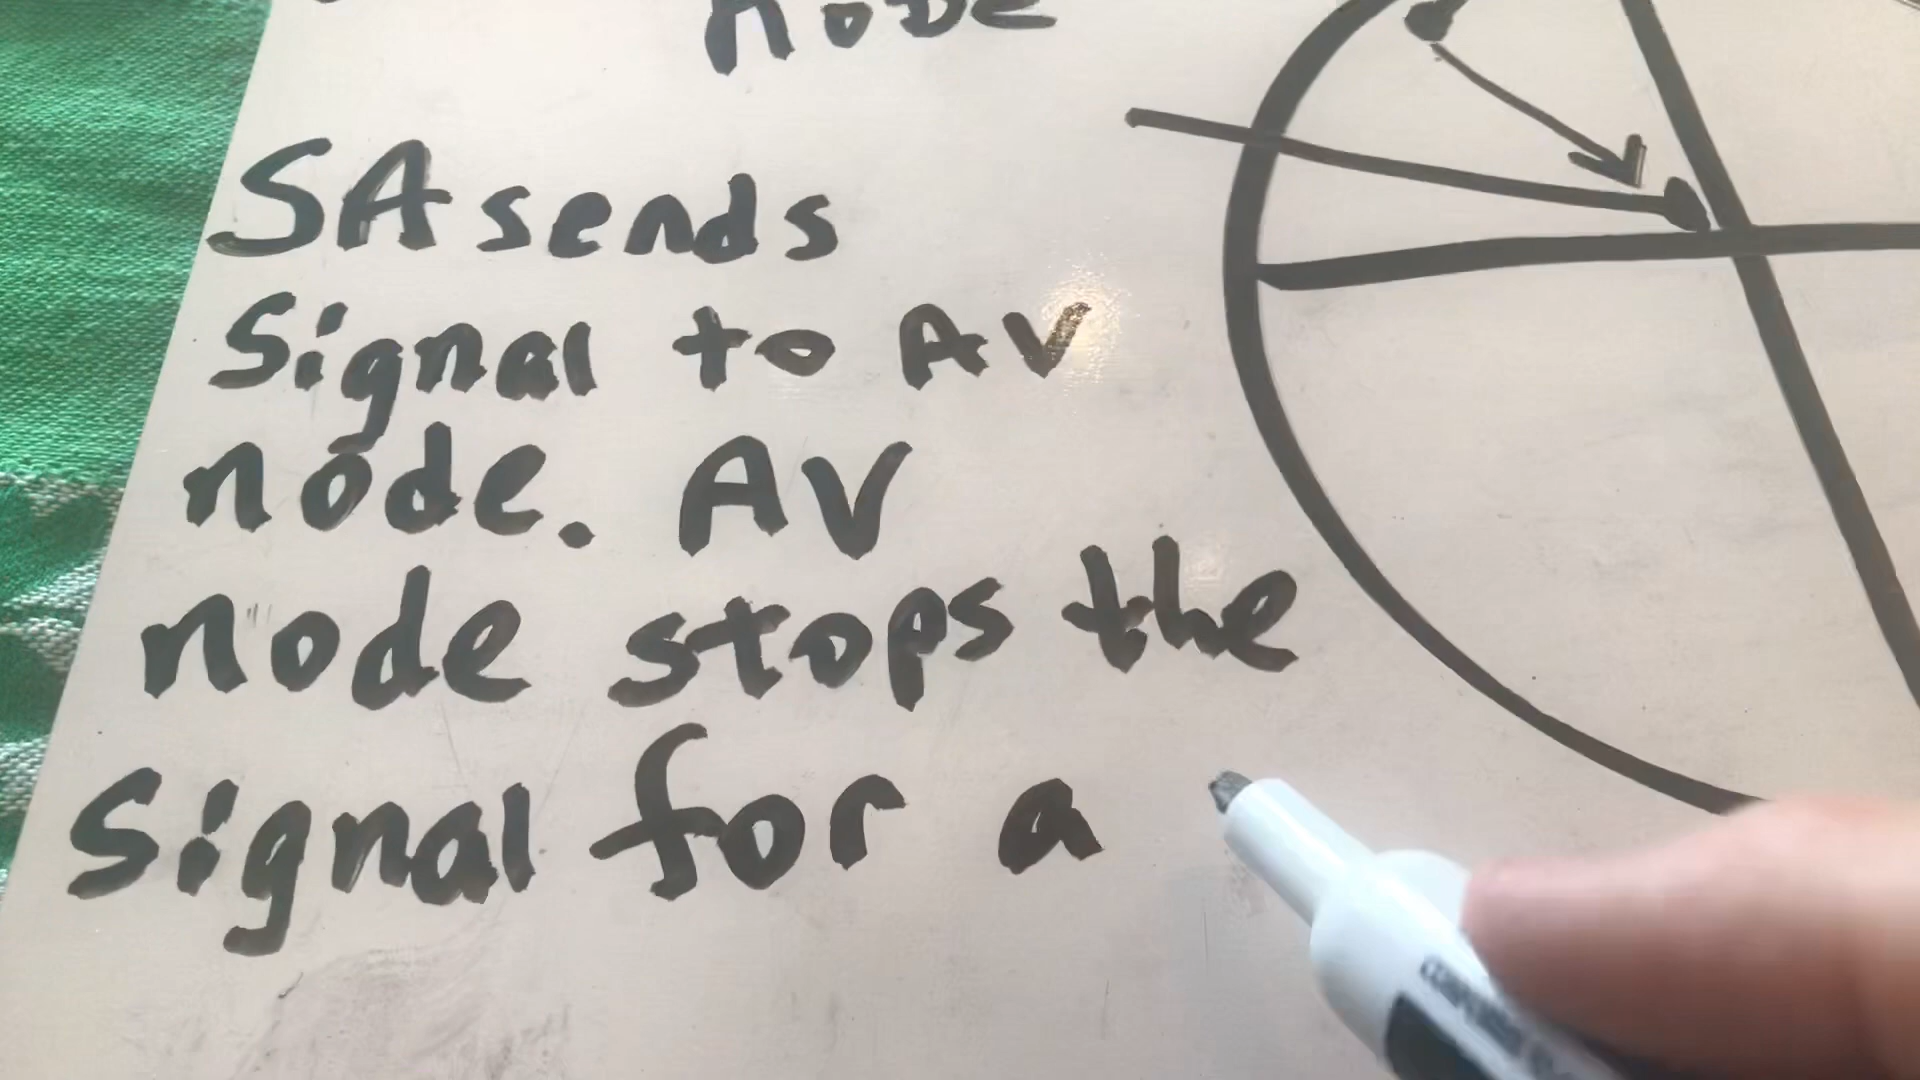 node
SA sends
Signal to AV
node. AV
node stops the
Signal for a